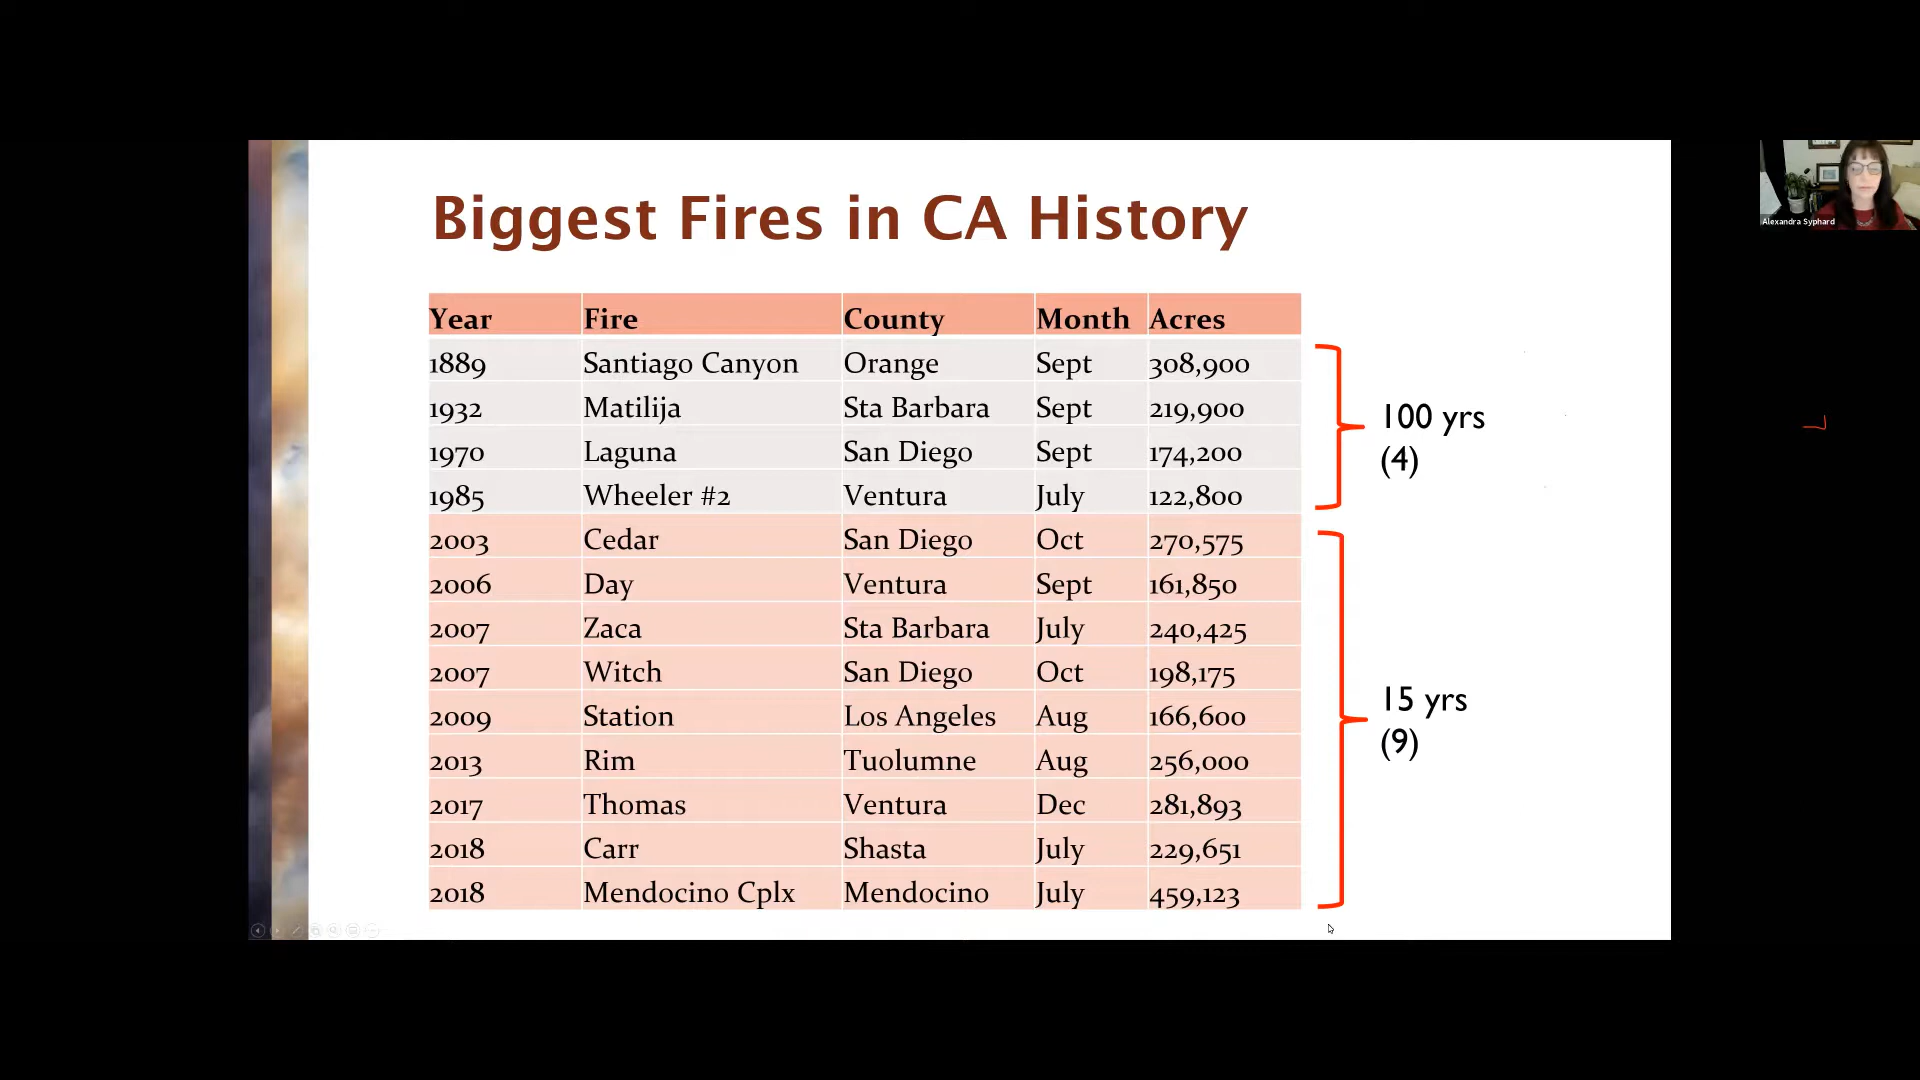 Biggest Fires in CA History
Year Fire County Month Acres
1889 Santiago Canyon Orange Sept 308,900
1932 Matilija Sta Barbara Sept 219,900
1970 Laguna San Diego Sept 174,200
1985 Wheeler #2 Ventura July 122,800
2003 Cedar San Diego Oct 270,575
2006 Day Ventura Sept 161,850
2007 Zaca Sta Barbara July 240,425
2007 Witch San Diego Oct 198,175
2009 Station Los Angeles Aug 166,600
2013 Rim Tuolumne Aug 256,000
2017 Thomas Ventura Dec 281,893
2018 Carr Shasta July 229,651
2018 Mendocino Cplx Mendocino July 459,123
100 yrs
(4)
15 yrs
(9)
Alexandra Syphard